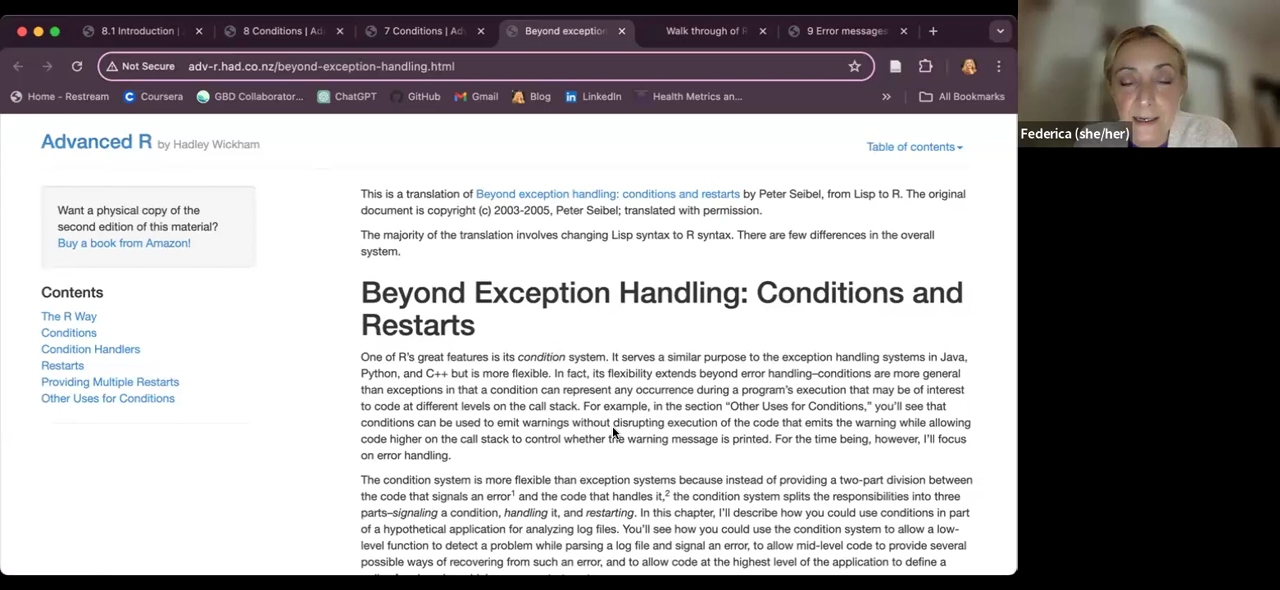 8.1 Introduction |
8 Conditions | Ad
7 Conditions | Adv
Beyond exception
Walk through of R
9 Error messages
Not Secure
adv-r.had.co.nz/beyond-exception-handling.html
Home - Restream
Coursera
GBD Collaborator...
ChatGPT
GitHub
Gmail
Blog
LinkedIn
Health Metrics an...
»
All Bookmarks
Federica (she/her)
Advanced R by Hadley Wickham
Table of contents
Want a physical copy of the
second edition of this material?
Buy a book from Amazon!
Contents
The R Way
Conditions
Condition Handlers
Restarts
Providing Multiple Restarts
Other Uses for Conditions
This is a translation of Beyond exception handling: conditions and restarts by Peter Seibel, from Lisp to R. The original
document is copyright (c) 2003-2005, Peter Seibel; translated with permission.
The majority of the translation involves changing Lisp syntax to R syntax. There are few differences in the overall
system.
Beyond Exception Handling: Conditions and
Restarts
One of R's great features is its condition system. It serves a similar purpose to the exception handling systems in Java,
Python, and C++ but is more flexible. In fact, its flexibility extends beyond error handling–conditions are more general
than exceptions in that a condition can represent any occurrence during a program's execution that may be of interest
to code at different levels on the call stack. For example, in the section “Other Uses for Conditions,” you'll see that
conditions can be used to emit warnings without disrupting execution of the code that emits the warning while allowing
code higher on the call stack to control whether the warning message is printed. For the time being, however, I'll focus
on error handling.
The condition system is more flexible than exception systems because instead of providing a two-part division between
the code that signals an error1 and the code that handles it,2 the condition system splits the responsibilities into three
parts–signaling a condition, handling it, and restarting. In this chapter, I'll describe how you could use conditions in part
of a hypothetical application for analyzing log files. You'll see how you could use the condition system to allow a low-
level function to detect a problem while parsing a log file and signal an error, to allow mid-level code to provide several
possible ways of recovering from such an error, and to allow code at the highest level of the application to define a